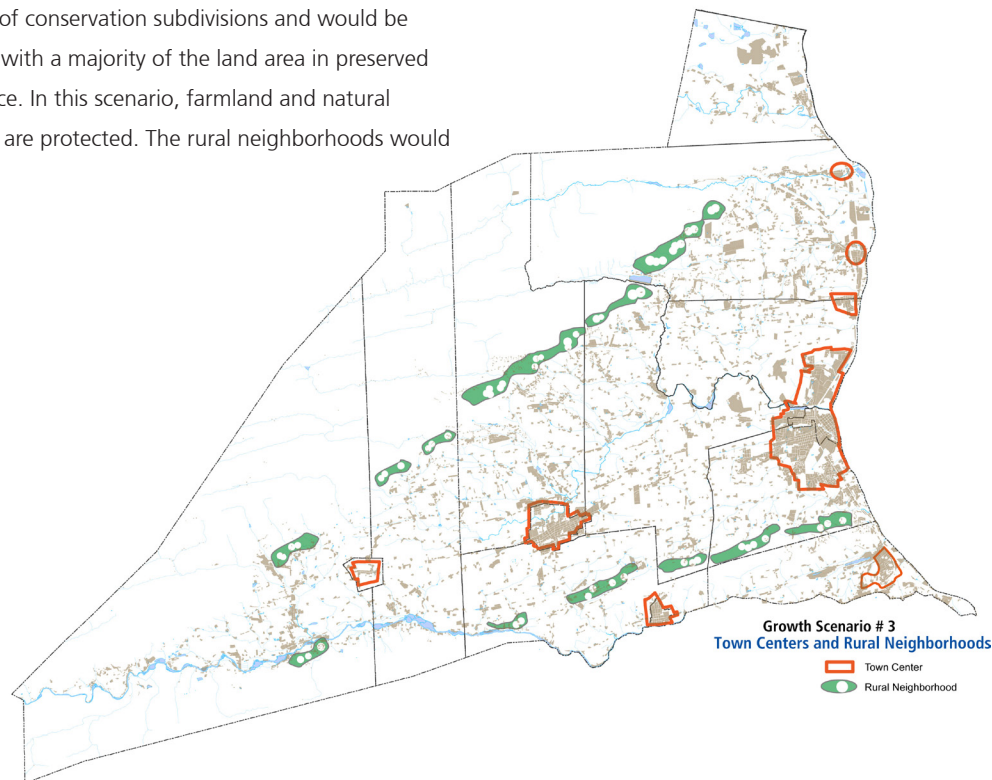 of conservation subdivisions and would be
with a majority of the land area in preserved
ce. In this scenario, farmland and natural
are protected. The rural neighborhoods would
Growth Scenario # 3
Town Centers and Rural Neighborhoods
Town Center
Rural Neighborhood